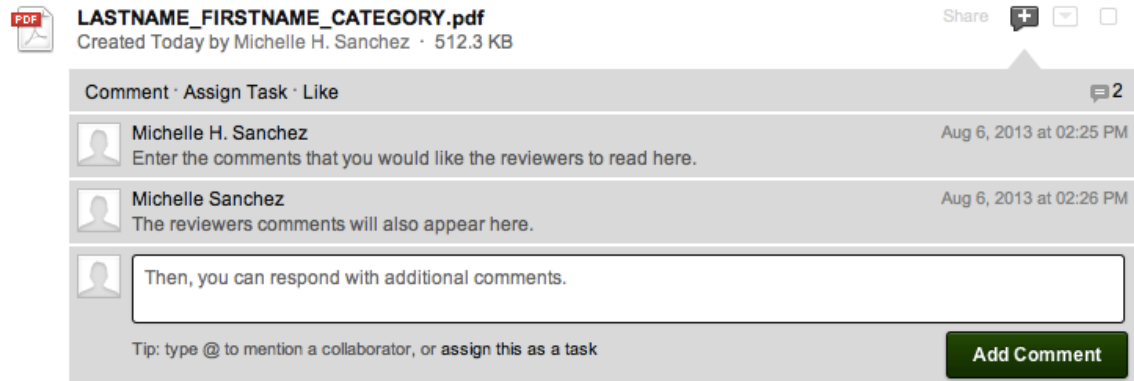 PDF
LASTNAME_FIRSTNAME_CATEGORY.pdf
Share
Created Today by Michelle H. Sanchez · 512.3 KB
Comment · Assign Task · Like
2
Michelle H. Sanchez
Aug 6, 2013 at 02:25 PM
Enter the comments that you would like the reviewers to read here.
Michelle Sanchez
Aug 6, 2013 at 02:26 PM
The reviewers comments will also appear here.
Then, you can respond with additional comments.
Tip: type @ to mention a collaborator, or assign this as a task
Add Comment